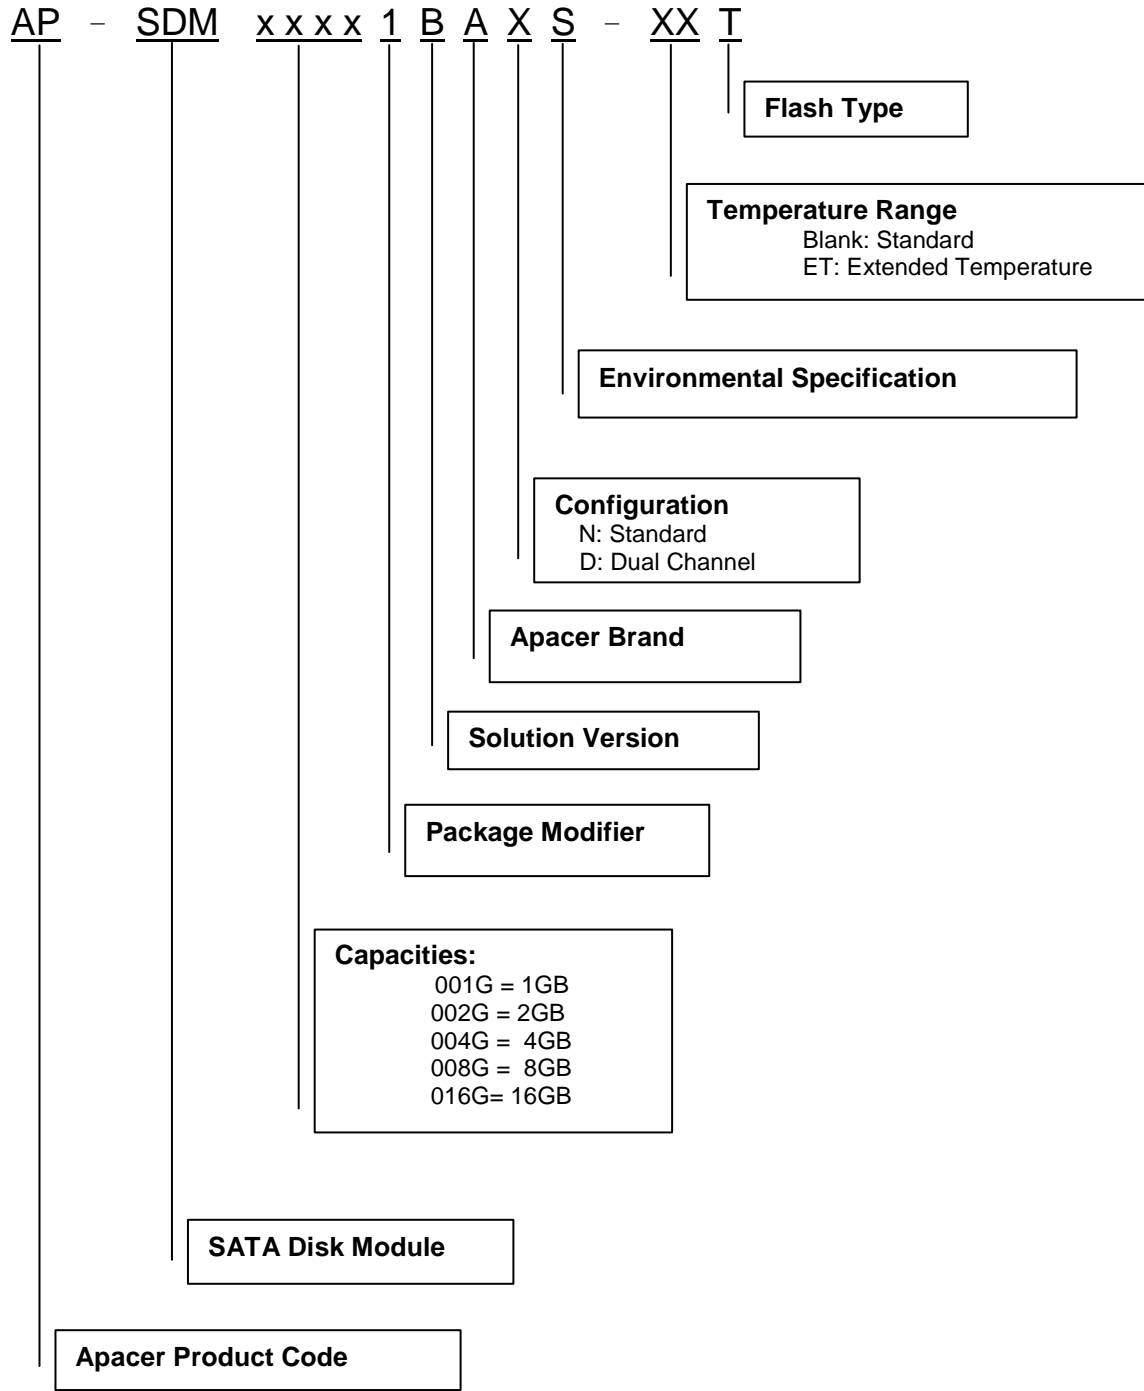 AP – SDM x x x x 1 B A X S – XX T
Flash Type
Temperature Range
Blank: Standard
ET: Extended Temperature
Environmental Specification
Configuration
N: Standard
D: Dual Channel
Apacer Brand
Solution Version
Package Modifier
Capacities:
001G = 1GB
002G = 2GB
004G =  4GB
008G =  8GB
016G= 16GB
SATA Disk Module
Apacer Product Code